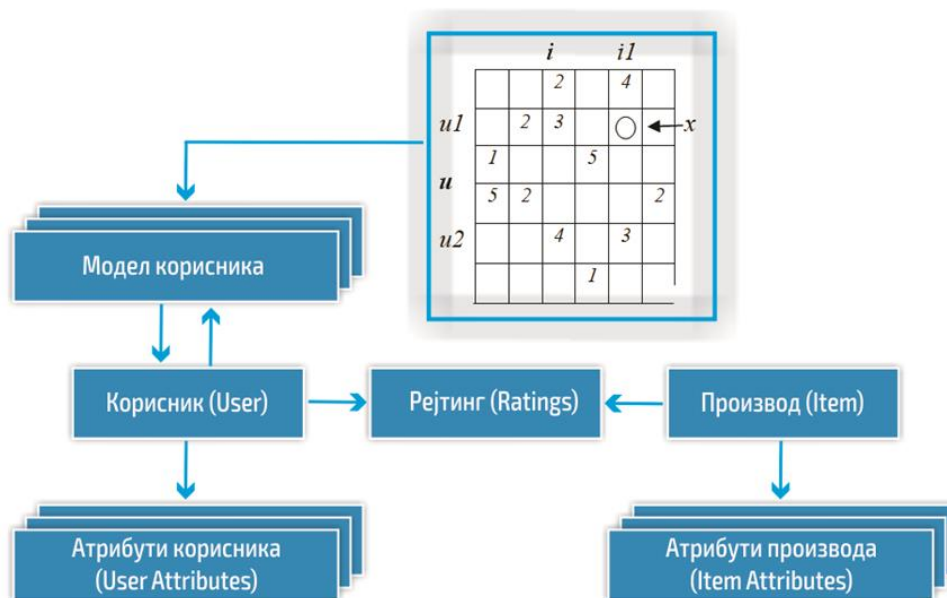 i i1
2 4
u1 2 3 x
1 5
u
5 2 2
u2 4 3
1
Модел корисника
Корисник (User)
Рејтинг (Ratings)
Производ (Item)
Атрибути корисника
(User Attributes)
Атрибути производа
(Item Attributes)